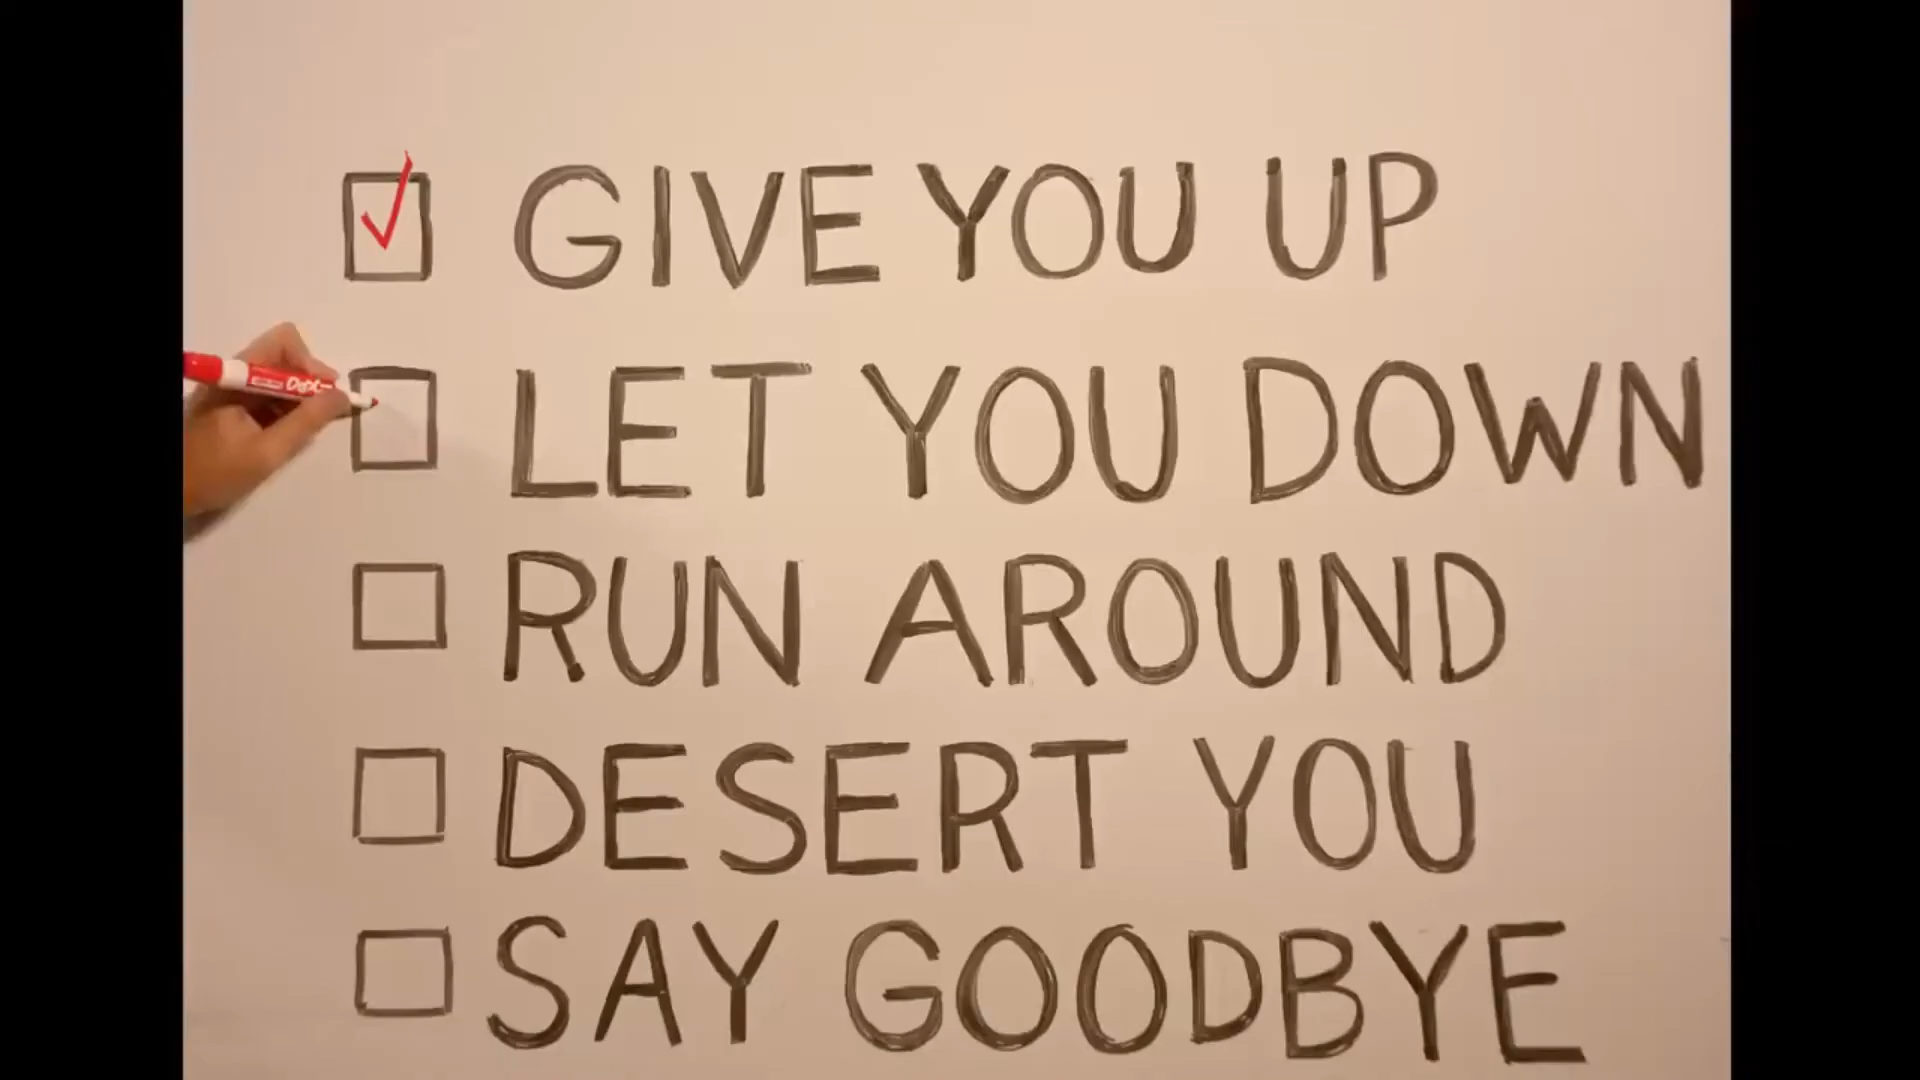 GIVE YOU UP
LET YOU DOWN
RUN AROUND
DESERT YOU
SAY GOODBYE